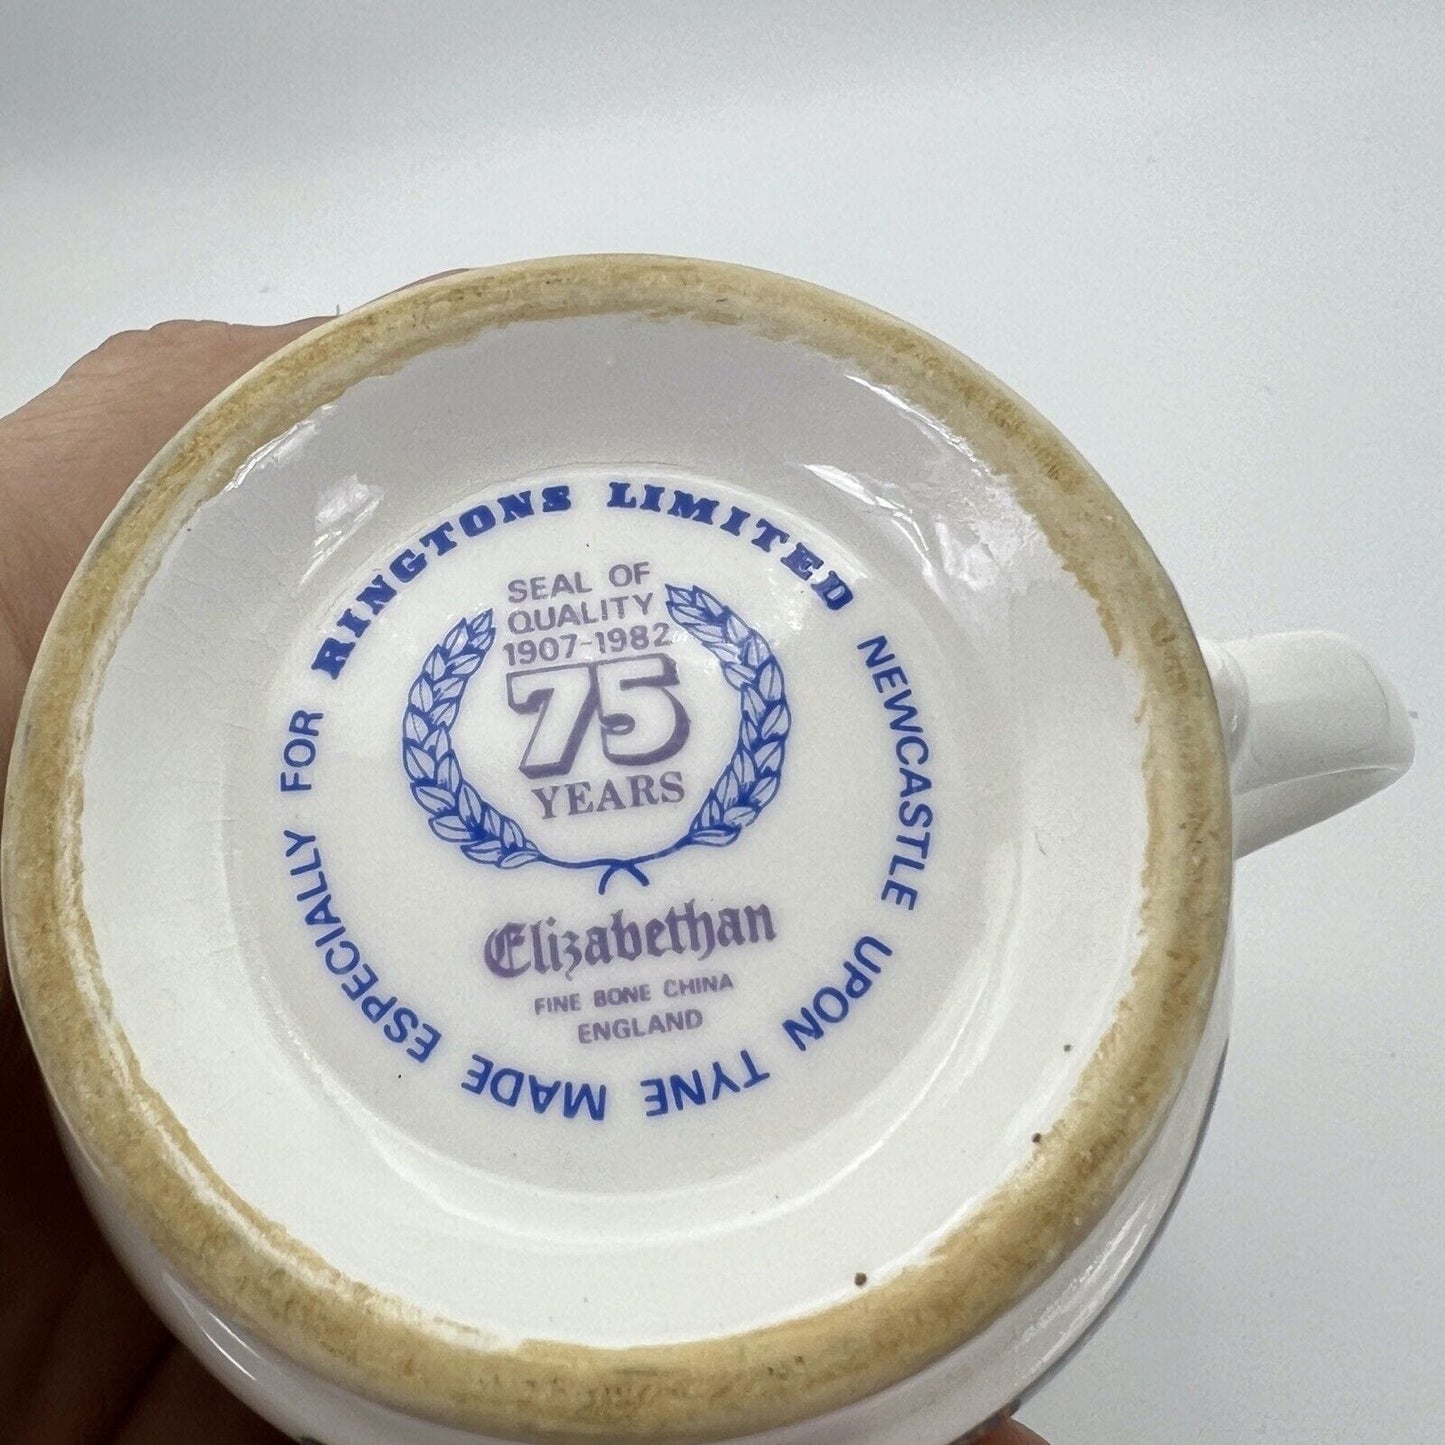 MADE ESPECIALLY FOR RINGTONS LIMITED NEWCASTLE UPON TYNE
SEAL OF
QUALITY
1907-1982
75
YEARS
Elizabethan
FINE BONE CHINA
ENGLAND